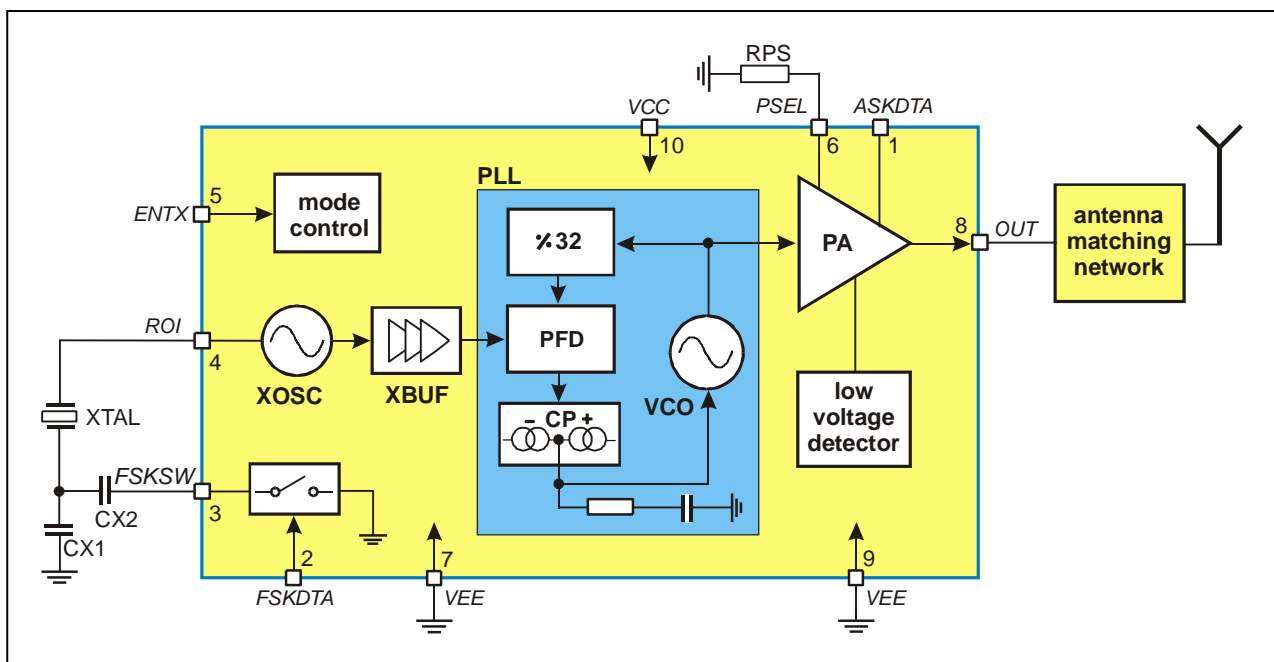 RPS
VCC
PSEL
ASKDTA
10
6
1
PLL
5
ENTX
mode
control
⁒32
PA
8
OUT
antenna
matching
network
ROI
4
PFD
XOSC
XBUF
VCO
low
voltage
detector
XTAL
- CP +
FSKSW
3
CX2
CX1
2
7
9
FSKDTA
VEE
VEE